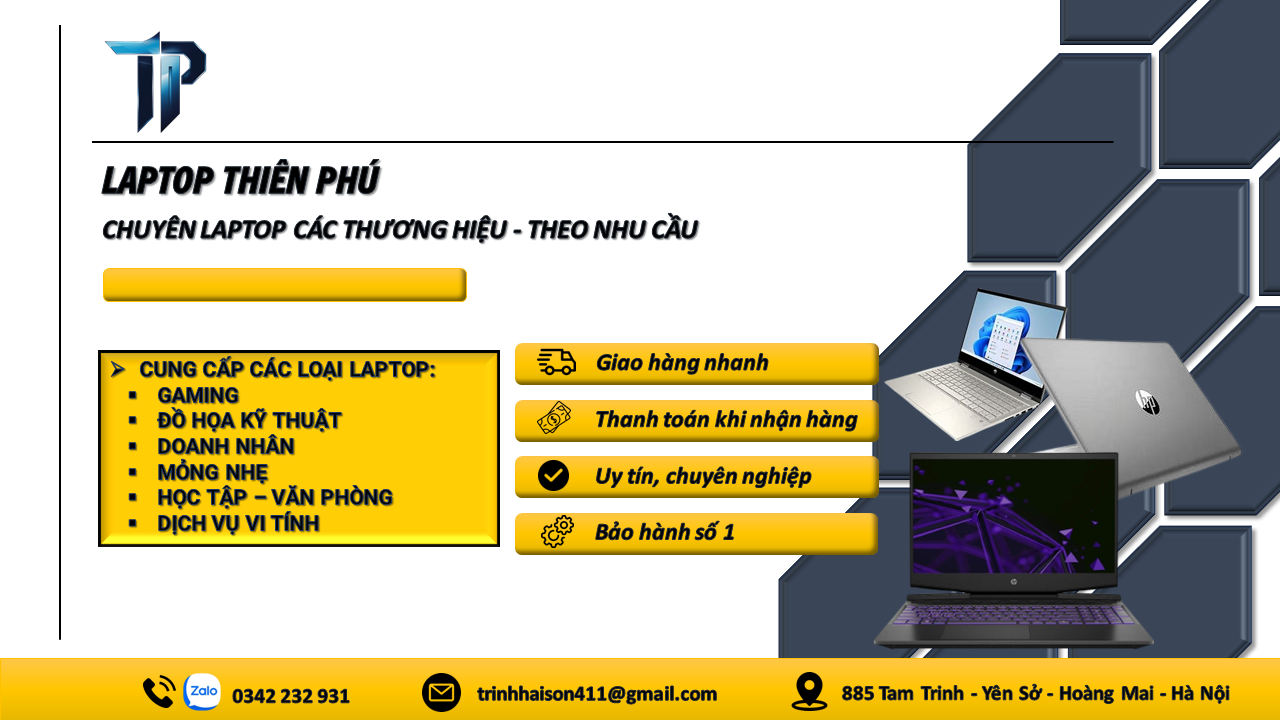 TP
LAPTOP THIÊN PHÚ
CHUYÊN LAPTOP CÁC THƯƠNG HIỆU - THEO NHU CẦU
CUNG CẤP CÁC LOẠI LAPTOP:
GAMING
ĐỒ HỌA KỸ THUẬT
DOANH NHÂN
MỎNG NHẸ
HỌC TẬP – VĂN PHÒNG
DỊCH VỤ VI TÍNH
Giao hàng nhanh
Thanh toán khi nhận hàng
Uy tín, chuyên nghiệp
Bảo hành số 1
hp
Zalo
0342 232 931
trinhhaison411@gmail.com
885 Tam Trinh - Yên Sở - Hoàng Mai - Hà Nội